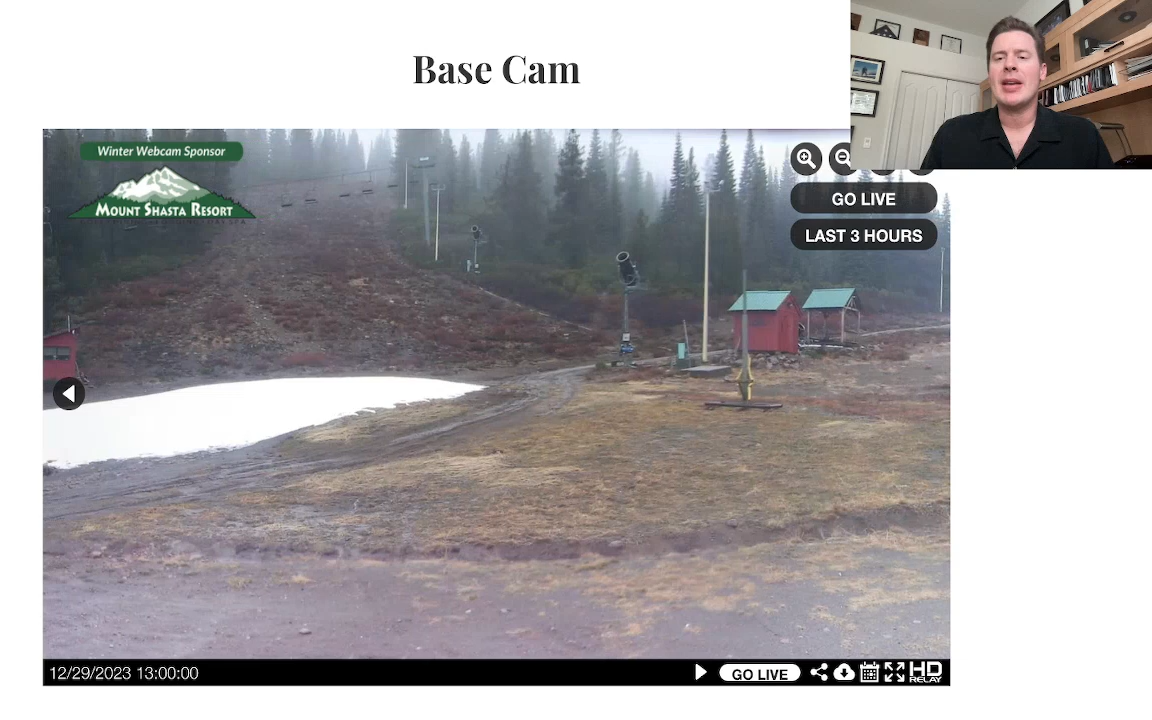 Base Cam
Winter Webcam Sponsor
MOUNT SHASTA RESORT
GO LIVE
LAST 3 HOURS
12/29/2023 13:00:00
GO LIVE
HD
RELAY